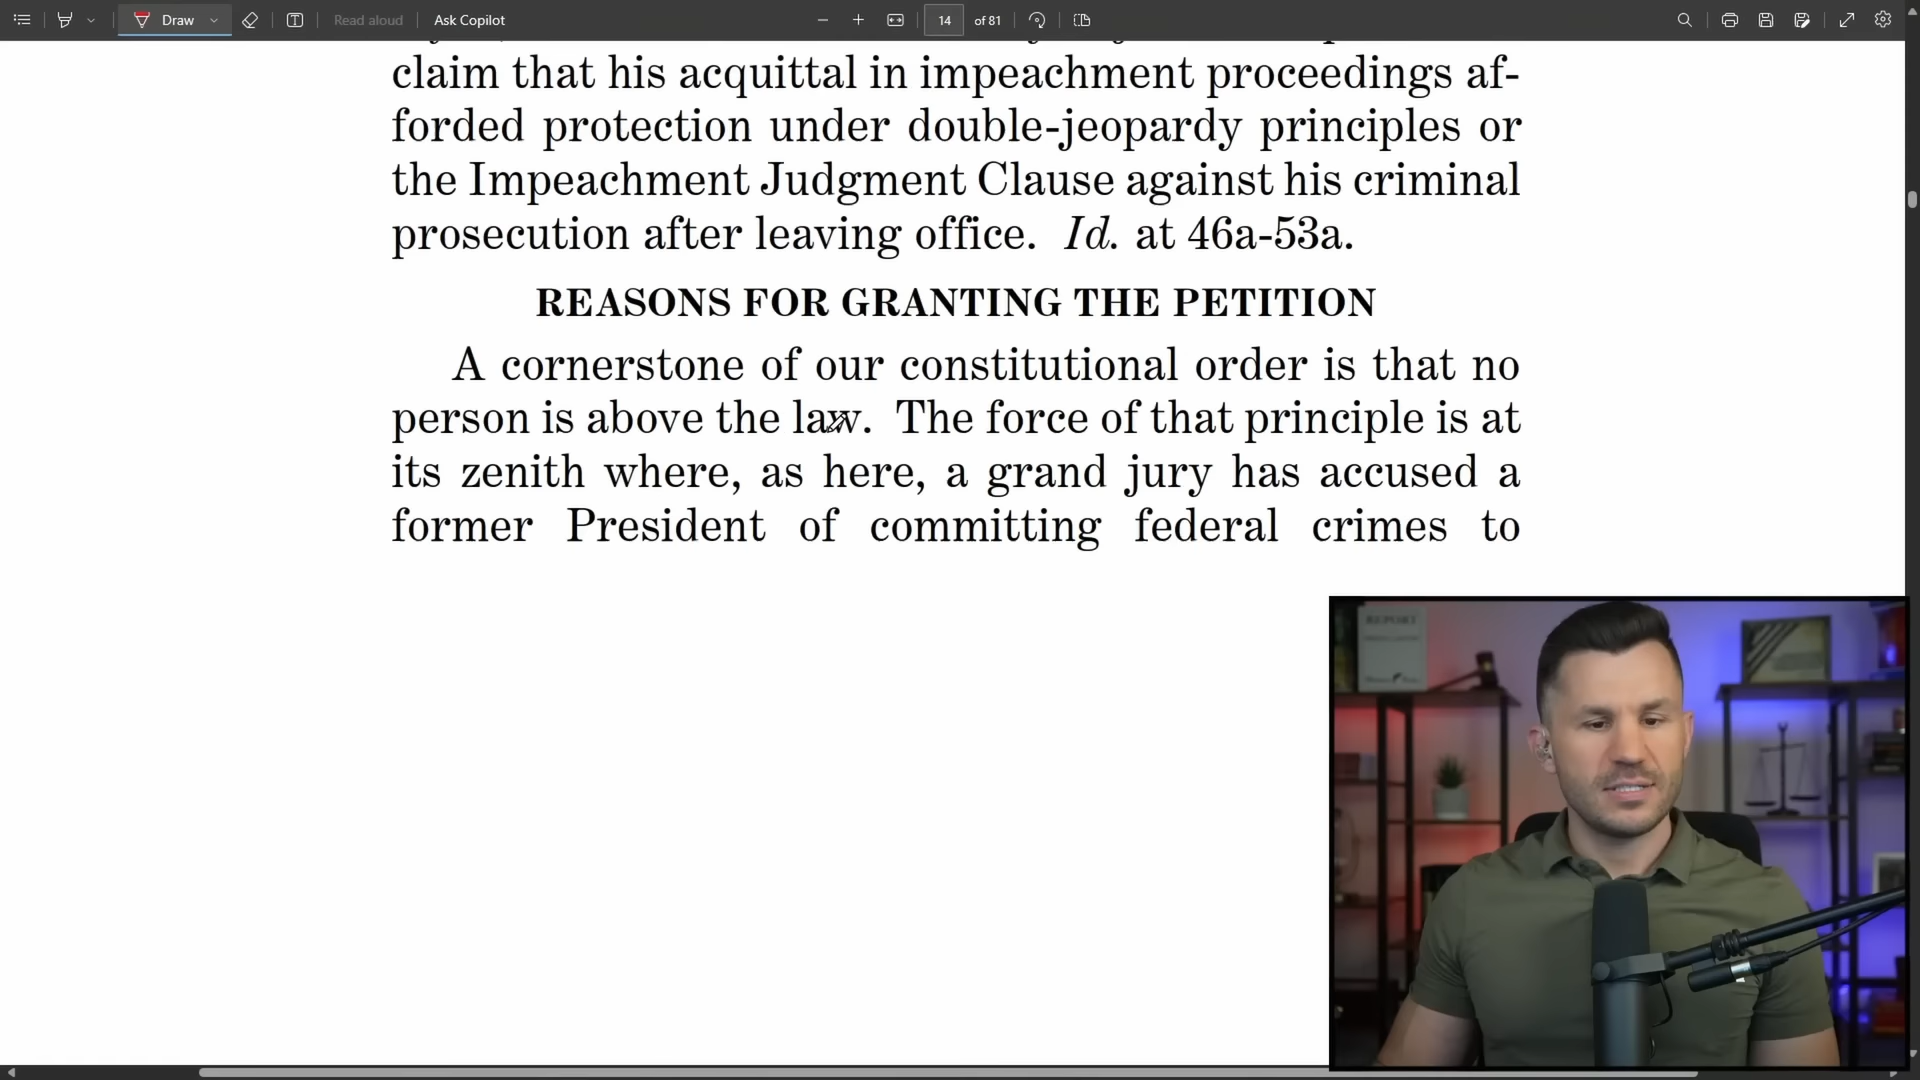 Draw
Read aloud
Ask Copilot
14
of 81
claim that his acquittal in impeachment proceedings af-
forded protection under double-jeopardy principles or
the Impeachment Judgment Clause against his criminal
prosecution after leaving office. Id. at 46a-53a.
REASONS FOR GRANTING THE PETITION
A cornerstone of our constitutional order is that no
person is above the law. The force of that principle is at
its zenith where, as here, a grand jury has accused a
former President of committing federal crimes to
REPORT